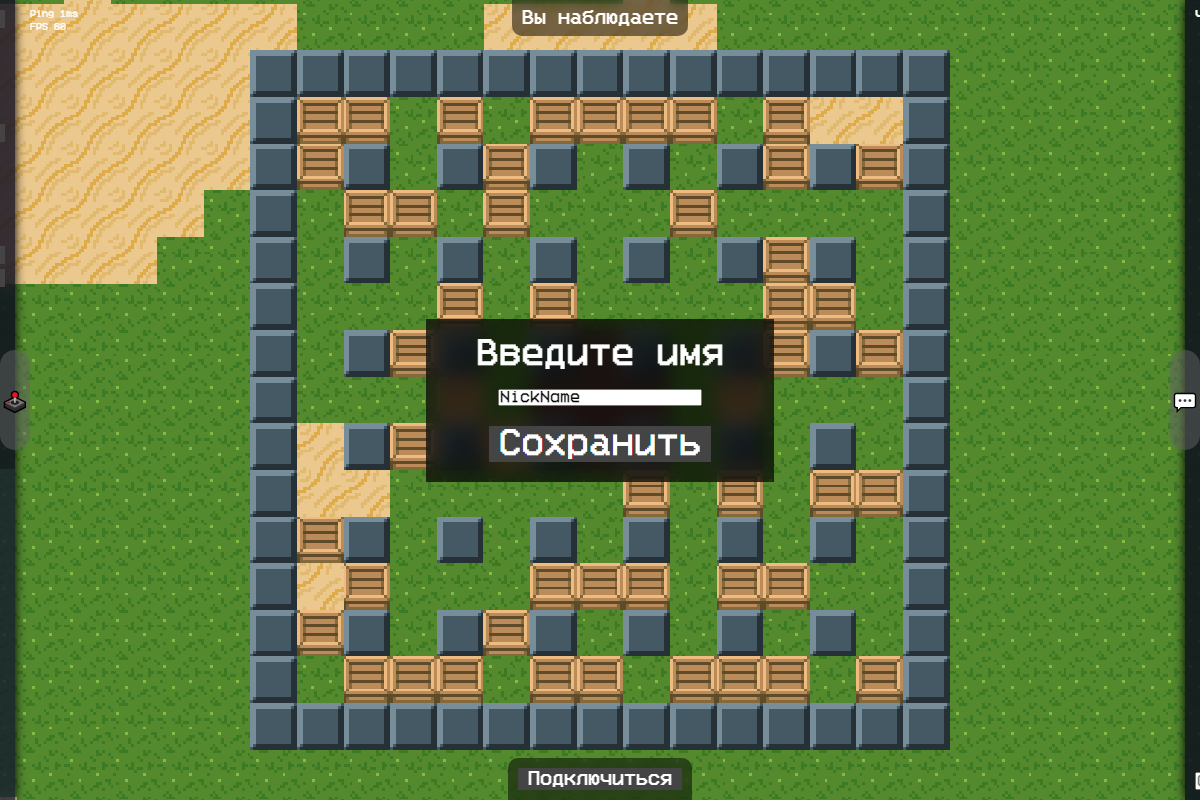 Ping 1ms
FPS 60
Вы наблюдаете
Введите имя
NickName
Сохранить
Подключиться